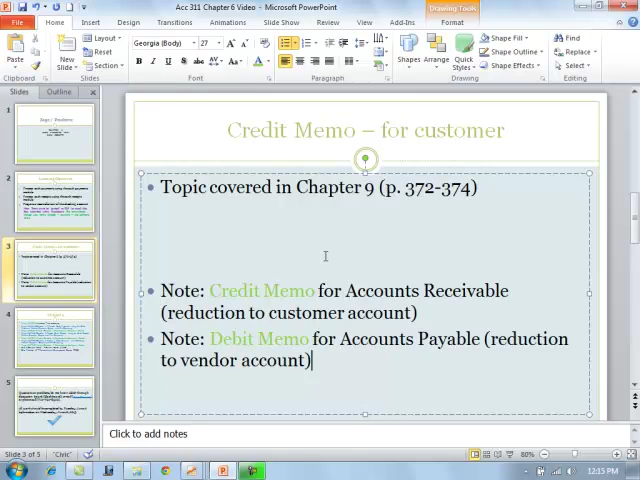 Acc 311 Chapter 6 Video - Microsoft PowerPoint
Drawing Tools
File Home Insert Design Transitions Animations Slide Show Review View Add-Ins Format
Paste
New Slide
Layout
Reset
Section
Georgia (Body) 27
Shapes Arrange Quick Styles
Shape Fill
Shape Outline
Shape Effects
Find
Replace
Select
Clipboard Slides Font Paragraph Drawing Editing
Slides Outline
1
2
3
4
5
Credit Memo – for customer
Topic covered in Chapter 9 (p. 372-374)
Note: Credit Memo for Accounts Receivable
(reduction to customer account)
Note: Debit Memo for Accounts Payable (reduction
to vendor account)
Click to add notes
Slide 3 of 5 "Civic" 80%
12:15 PM